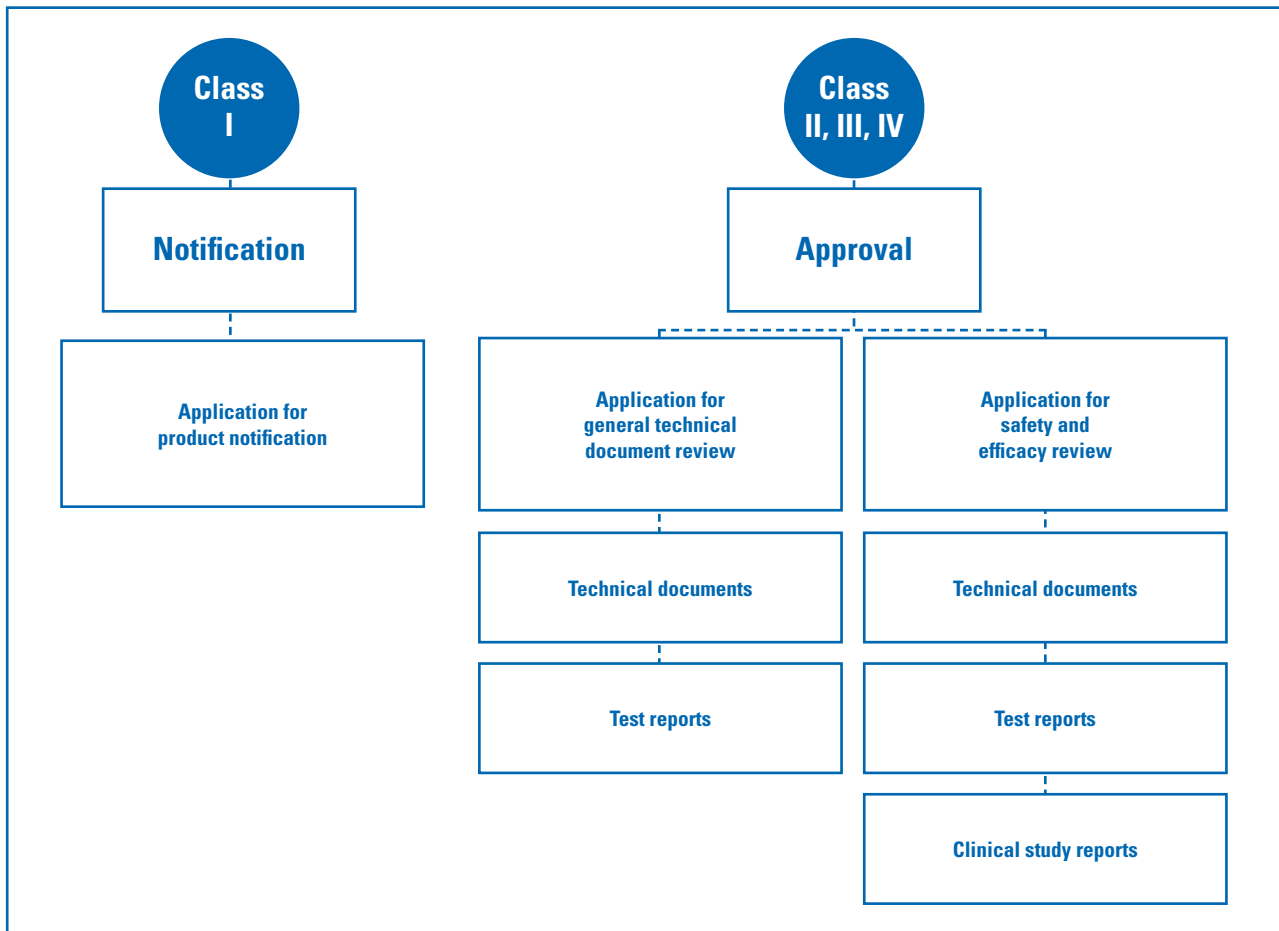 Class
I
Notification
Application for
product notification
Class
II, III, IV
Approval
Application for
general technical
document review
Technical documents
Test reports
Application for
safety and
efficacy review
Technical documents
Test reports
Clinical study reports